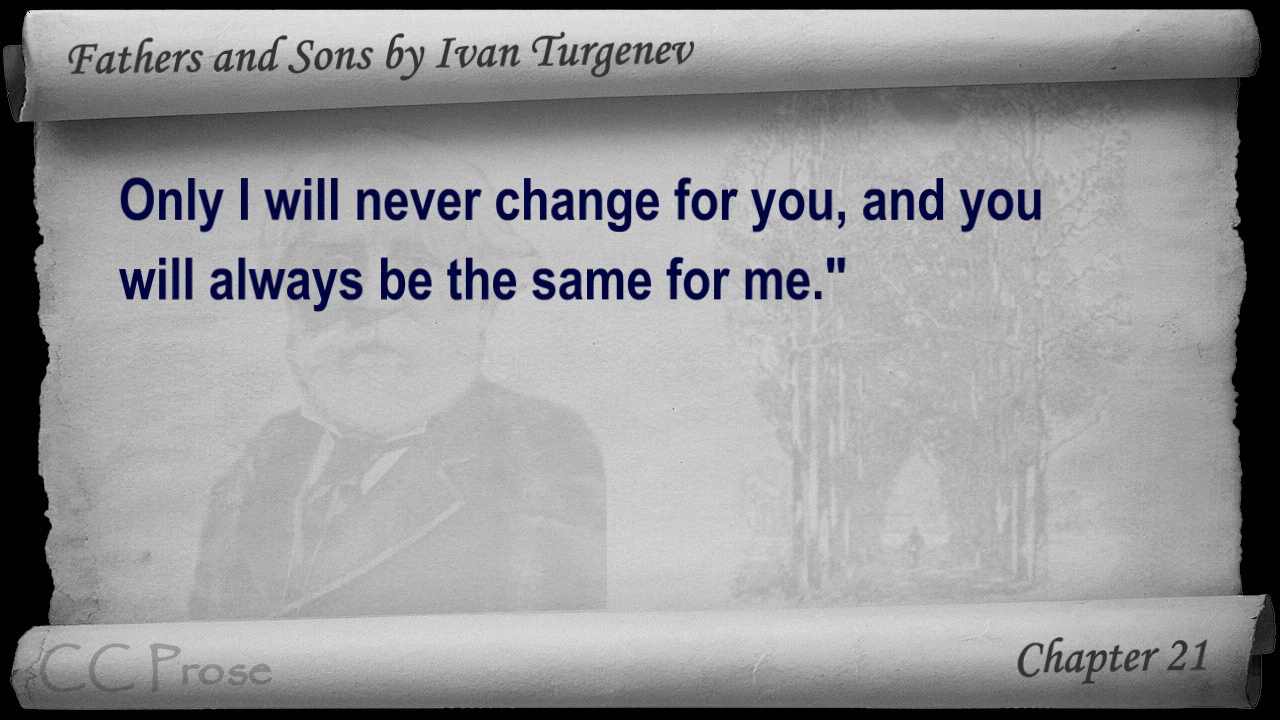 Fathers and Sons by Ivan Turgenev
Only I will never change for you, and you
will always be the same for me."
CC Prose
Chapter 21